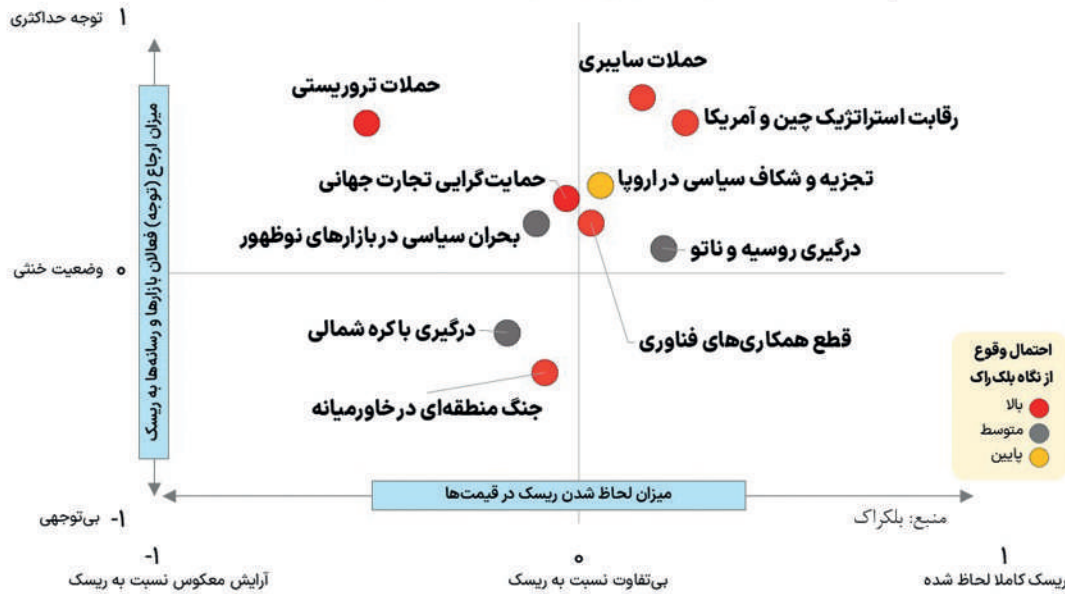 توجه حداکثری ۱
حملات سایبری
حملات تروریستی
رقابت استراتژیک چین و آمریکا
تجزیه و شکاف سیاسی در اروپا
حمایت‌گرایی تجارت جهانی
بحران سیاسی در بازارهای نوظهور
درگیری روسیه و ناتو
میزان ارجاع (توجه) فعالان بازارها و رسانه‌ها به ریسک
وضعیت خنثی ۰
درگیری با کره شمالی
قطع همکاری‌های فناوری
جنگ منطقه‌ای در خاورمیانه
احتمال وقوع
از نگاه بلک‌راک
بالا
متوسط
پایین
میزان لحاظ شدن ریسک در قیمت‌ها
منبع: بلکراک
بی‌توجهی -۱
-۱
۰
۱
آرایش معکوس نسبت به ریسک
بی‌تفاوت نسبت به ریسک
ریسک کاملا لحاظ شده